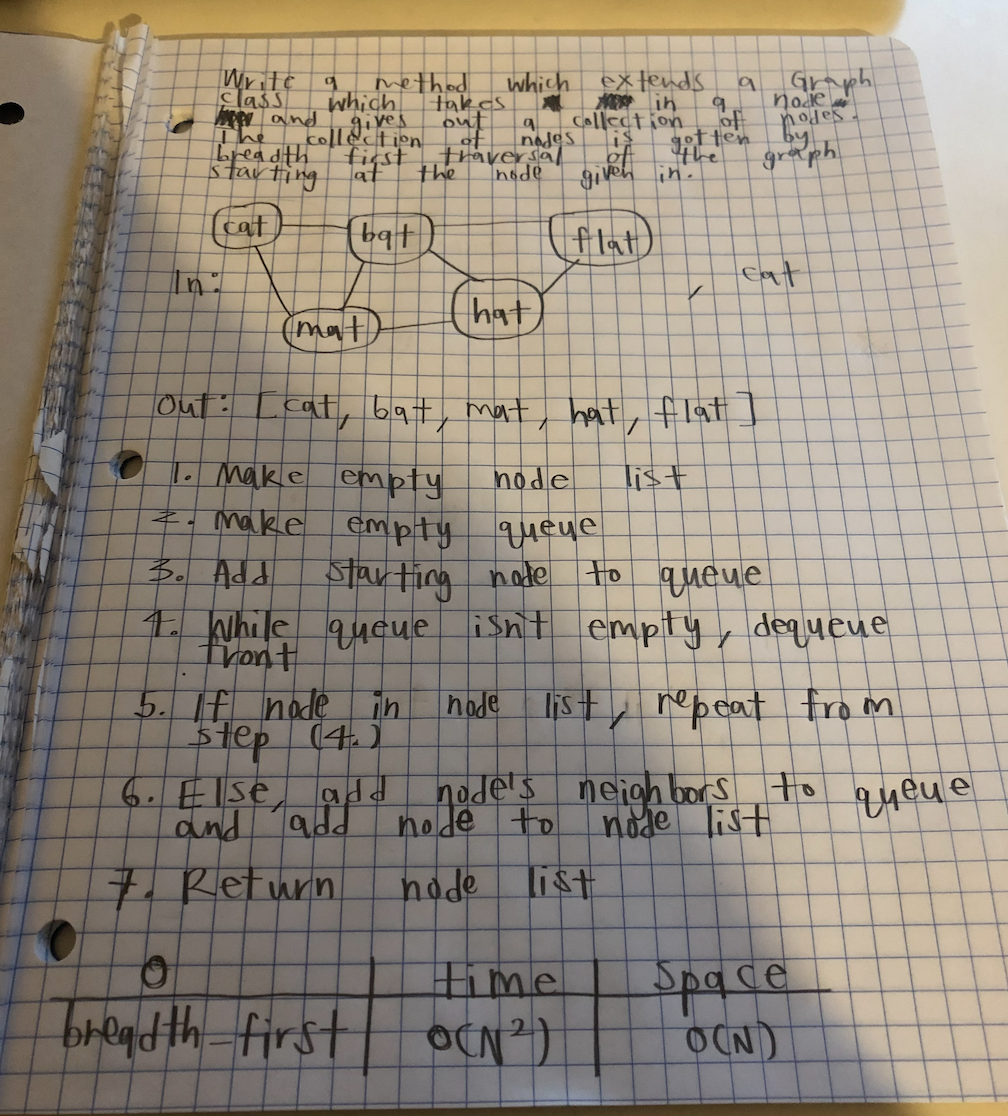 Write a method which extends a Graph
class which takes in a node
and gives out a collection of nodes.
The collection of nodes is gotten by
breadth first traversal of the graph
starting at the node given in.
cat bat flat
In: , cat
mat hat
Out: [cat, bat, mat, hat, flat]
1. Make empty node list
2. Make empty queue
3. Add starting node to queue
4. While queue isn't empty, dequeue
front
5. If node in node list, repeat from
step (4.)
6. Else, add node's neighbors to queue
and add node to node list
7. Return node list
O time space
breadth-first O(N²) O(N)